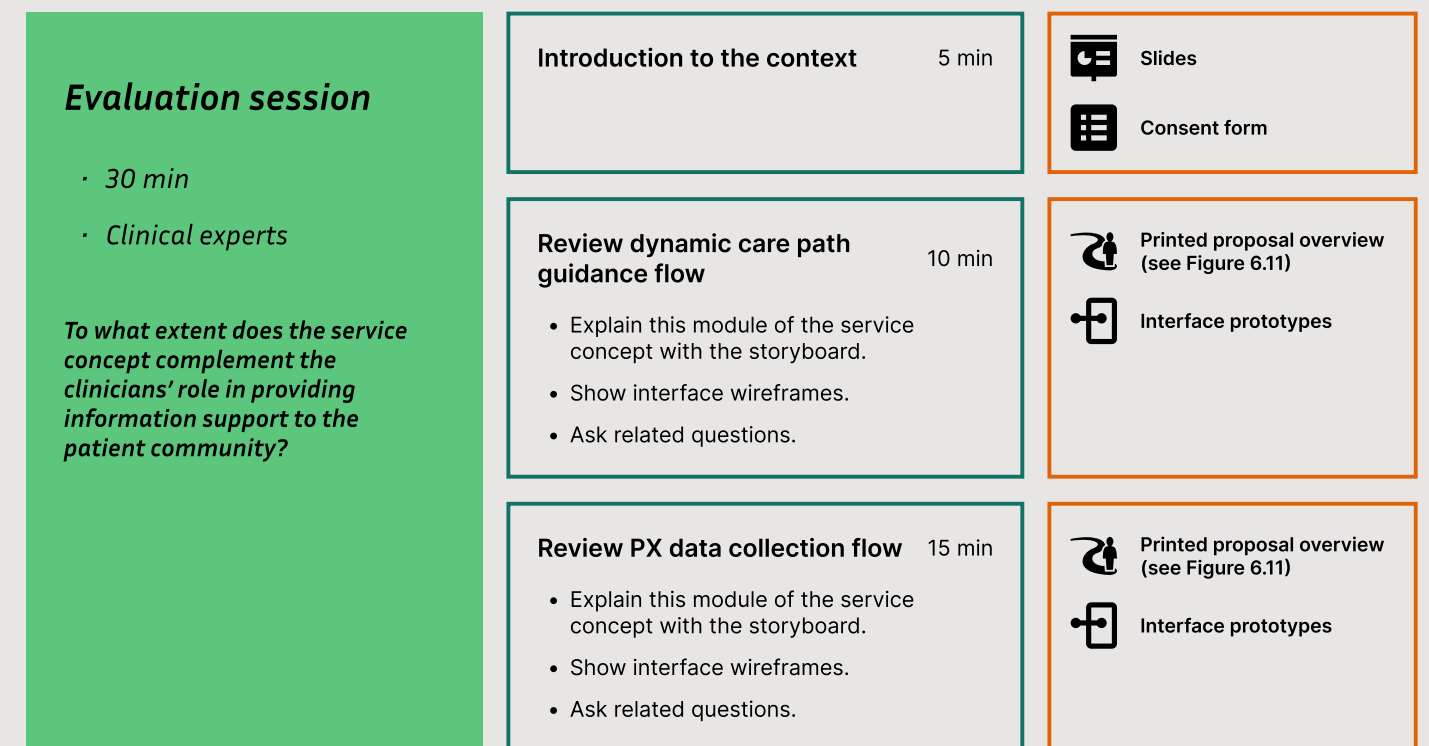 Evaluation session
· 30 min
· Clinical experts
To what extent does the service
concept complement the
clinicians’ role in providing
information support to the
patient community?
Introduction to the context 5 min
Slides
Consent form
Review dynamic care path
guidance flow
10 min
• Explain this module of the service
concept with the storyboard.
• Show interface wireframes.
• Ask related questions.
Printed proposal overview
(see Figure 6.11)
Interface prototypes
Review PX data collection flow 15 min
• Explain this module of the service
concept with the storyboard.
• Show interface wireframes.
• Ask related questions.
Printed proposal overview
(see Figure 6.11)
Interface prototypes